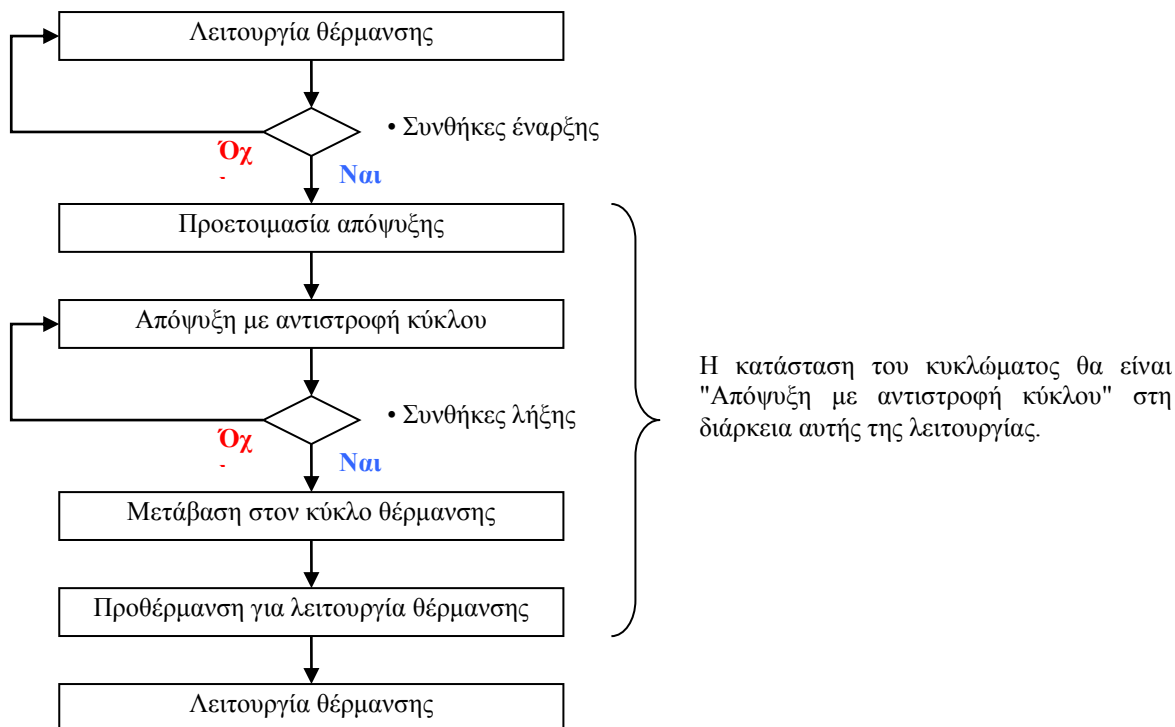 Λειτουργία θέρμανσης
• Συνθήκες έναρξης
Όχ
Ναι
Προετοιμασία απόψυξης
Απόψυξη με αντιστροφή κύκλου
• Συνθήκες λήξης
Όχ
Ναι
Μετάβαση στον κύκλο θέρμανσης
Προθέρμανση για λειτουργία θέρμανσης
Λειτουργία θέρμανσης
Η κατάσταση του κυκλώματος θα είναι
"Απόψυξη με αντιστροφή κύκλου" στη
διάρκεια αυτής της λειτουργίας.